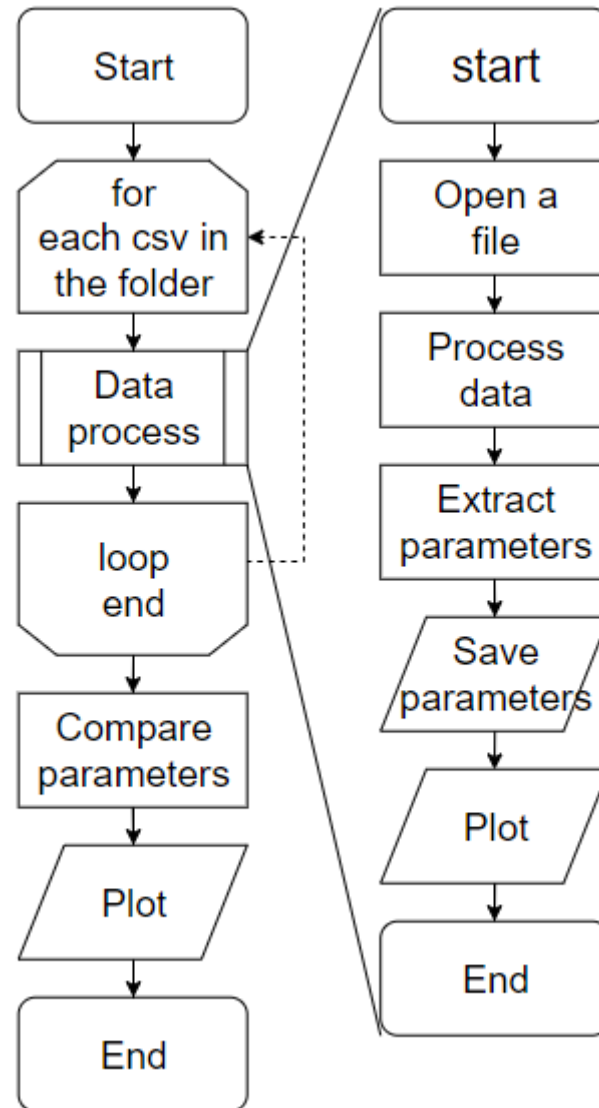 Start
for
each csv in
the folder
Data
process
loop
end
Compare
parameters
Plot
End
start
Open a
file
Process
data
Extract
parameters
Save
parameters
Plot
End